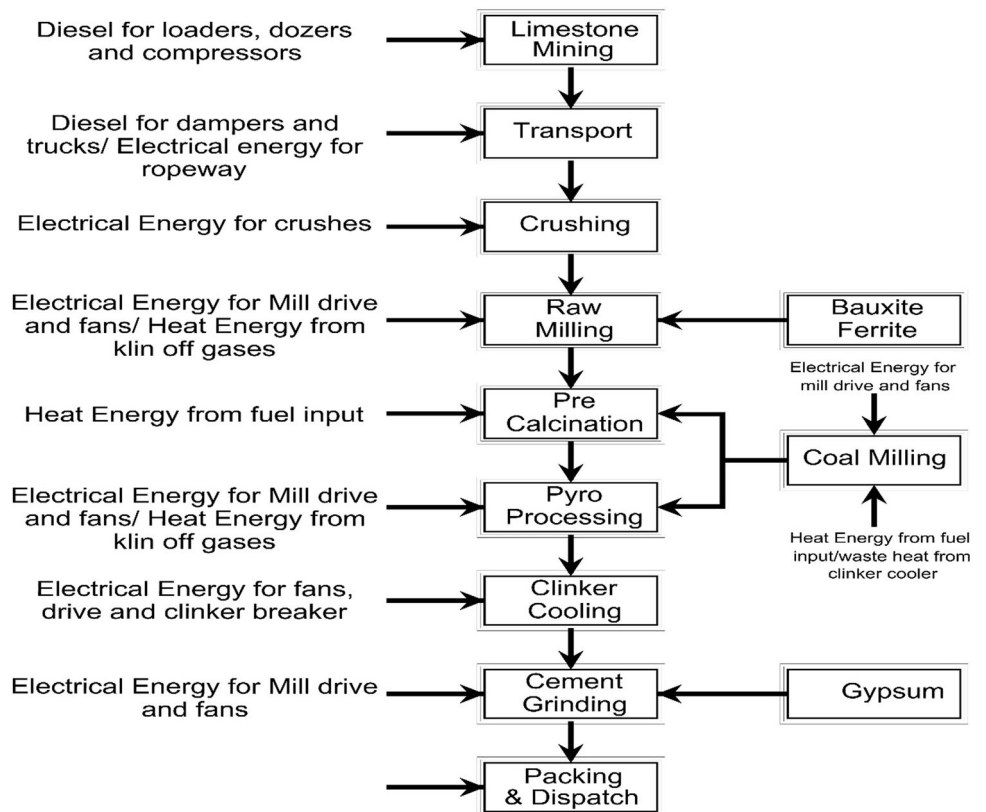 Diesel for loaders, dozers
and compressors
Limestone
Mining
Diesel for dampers and
trucks/ Electrical energy for
ropeway
Transport
Electrical Energy for crushes
Crushing
Electrical Energy for Mill drive
and fans/ Heat Energy from
klin off gases
Raw
Milling
Bauxite
Ferrite
Electrical Energy for
mill drive and fans
Heat Energy from fuel input
Pre
Calcination
Coal Milling
Electrical Energy for Mill drive
and fans/ Heat Energy from
klin off gases
Pyro
Processing
Heat Energy from fuel
input/waste heat from
clinker cooler
Electrical Energy for fans,
drive and clinker breaker
Clinker
Cooling
Electrical Energy for Mill drive
and fans
Cement
Grinding
Gypsum
Packing
& Dispatch